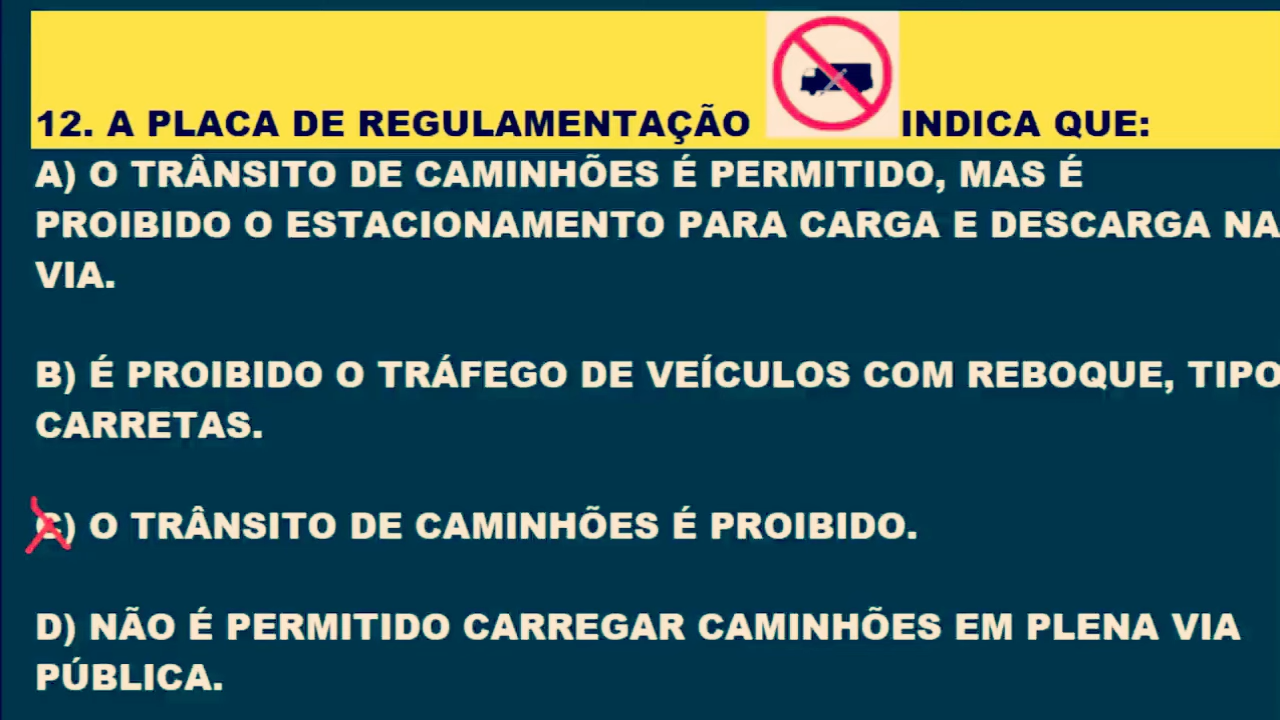 12. A PLACA DE REGULAMENTAÇÃO INDICA QUE:
A) O TRÂNSITO DE CAMINHÕES É PERMITIDO, MAS É
PROIBIDO O ESTACIONAMENTO PARA CARGA E DESCARGA NA
VIA.
B) É PROIBIDO O TRÁFEGO DE VEÍCULOS COM REBOQUE, TIPO
CARRETAS.
C) O TRÂNSITO DE CAMINHÕES É PROIBIDO.
D) NÃO É PERMITIDO CARREGAR CAMINHÕES EM PLENA VIA
PÚBLICA.